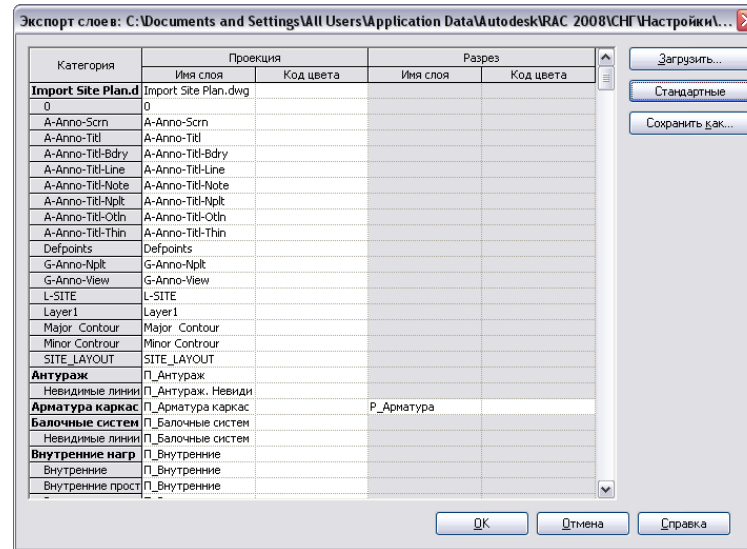 Экспорт слоев: C:\Documents and Settings\All Users\Application Data\Autodesk\RAC 2008\СНГ\Настройки\...
Категория Проекция Разрез
Имя слоя Код цвета Имя слоя Код цвета
Import Site Plan.d Import Site Plan.dwg
0 0
A-Anno-Scrn A-Anno-Scrn
A-Anno-Titl A-Anno-Titl
A-Anno-Titl-Bdry A-Anno-Titl-Bdry
A-Anno-Titl-Line A-Anno-Titl-Line
A-Anno-Titl-Note A-Anno-Titl-Note
A-Anno-Titl-Nplt A-Anno-Titl-Nplt
A-Anno-Titl-Otln A-Anno-Titl-Otln
A-Anno-Titl-Thin A-Anno-Titl-Thin
Defpoints Defpoints
G-Anno-Nplt G-Anno-Nplt
G-Anno-View G-Anno-View
L-SITE L-SITE
Layer1 Layer1
Major Contour Major Contour
Minor Controur Minor Controur
SITE_LAYOUT SITE_LAYOUT
Антураж П_Антураж
Невидимые линии П_Антураж. Невиди
Арматура каркас П_Арматура каркас Р_Арматура
Балочные систем П_Балочные систем
Невидимые линии П_Балочные систем
Внутренние нагр П_Внутренние
Внутренние П_Внутренние
Внутренние прост П_Внутренние
Загрузить...
Стандартные
Сохранить как...
OK Отмена Справка